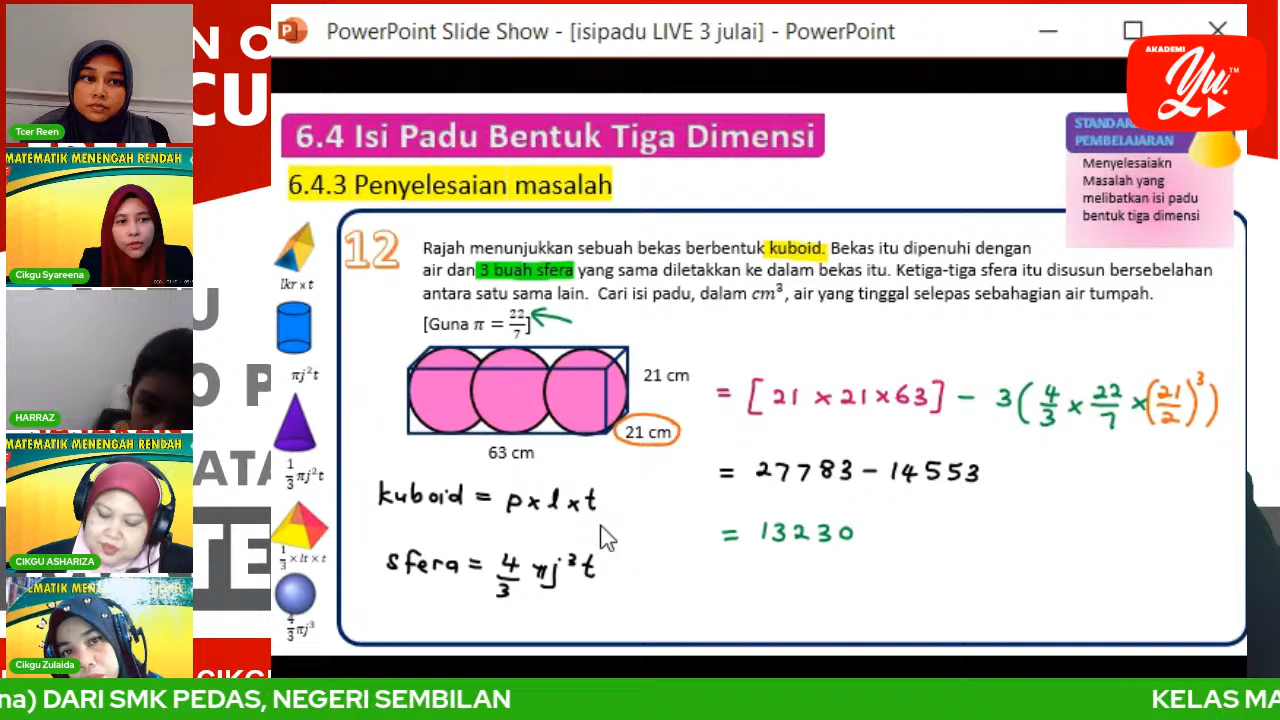 PowerPoint Slide Show - [isipadu LIVE 3 julai] - PowerPoint
AKADEMI
Yu.™
N O
CU
Tcer Reen
MATEMATIK MENENGAH RENDAH
Cikgu Syareena
HARRAZ
MATEMATIK MENENGAH RENDAH
CIKGU ASHARIZA
EMATIK MENE
Cikgu Zulaida
6.4 Isi Padu Bentuk Tiga Dimensi
STANDAR
PEMBELAJARAN
Menyelesaiakn
Masalah yang
melibatkan isi padu
bentuk tiga dimensi
6.4.3 Penyelesaian masalah
12
Rajah menunjukkan sebuah bekas berbentuk kuboid. Bekas itu dipenuhi dengan
air dan 3 buah sfera yang sama diletakkan ke dalam bekas itu. Ketiga-tiga sfera itu disusun bersebelahan
antara satu sama lain. Cari isi padu, dalam cm³, air yang tinggal selepas sebahagian air tumpah.
[Guna π = 22/7]
lkr x t
πj²t
1/3 πj²t
1/3 × lt × t
4/3 πj³
21 cm
21 cm
63 cm
kuboid = p x l x t
sfera = 4/3 πj³t
= [21 × 21 × 63] - 3(4/3 × 22/7 × (21/2)³)
= 27783 - 14553
= 13230
na) DARI SMK PEDAS, NEGERI SEMBILAN
KELAS MA